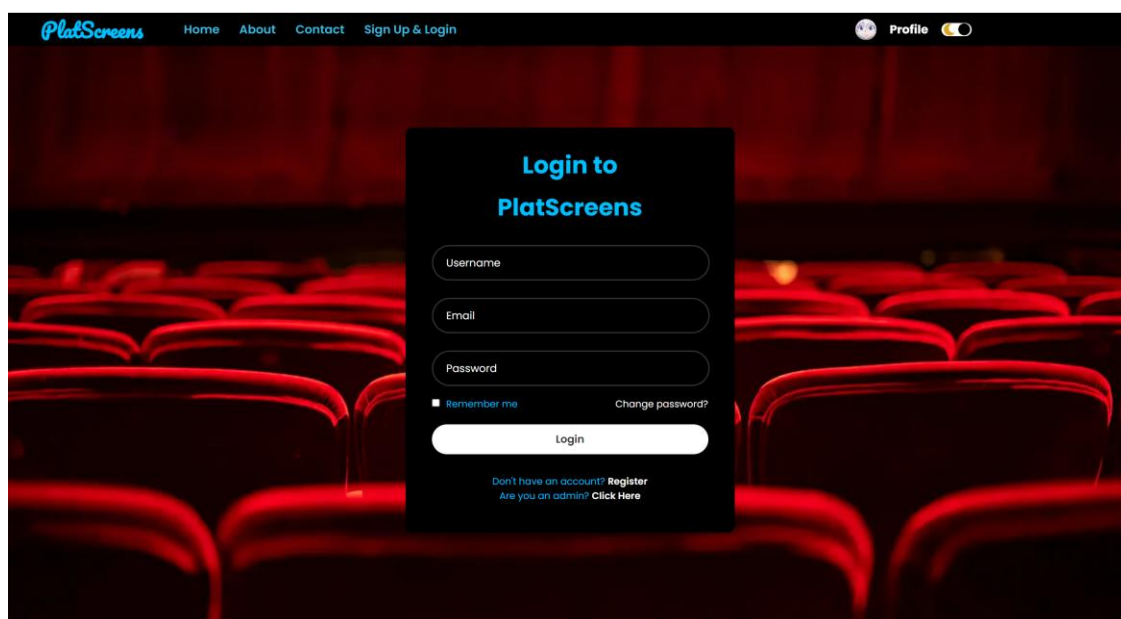 PlatScreens Home About Contact Sign Up & Login Profile
Login to
PlatScreens
Username
Email
Password
Remember me Change password?
Login
Don't have an account? Register
Are you an admin? Click Here